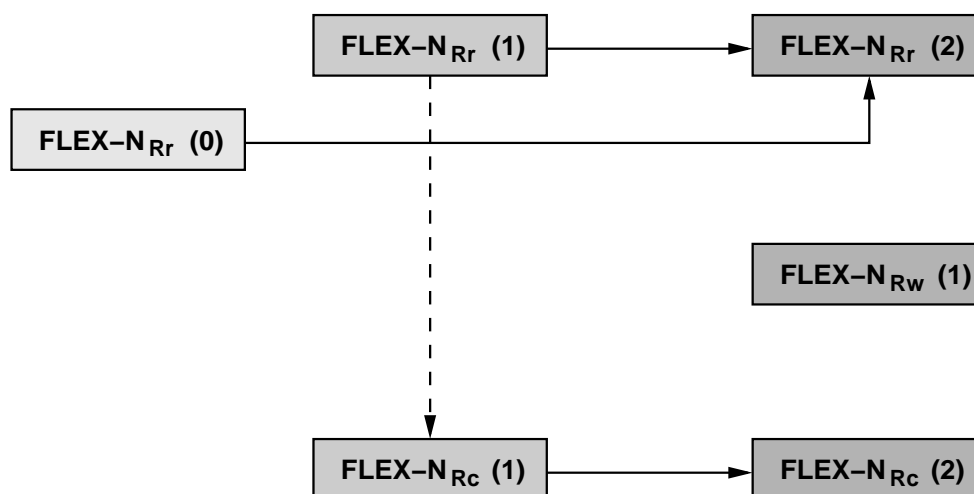 FLEX–N Rr (1)
FLEX–N Rr (2)
FLEX–N Rr (0)
FLEX–N Rw (1)
FLEX–N Rc (1)
FLEX–N Rc (2)